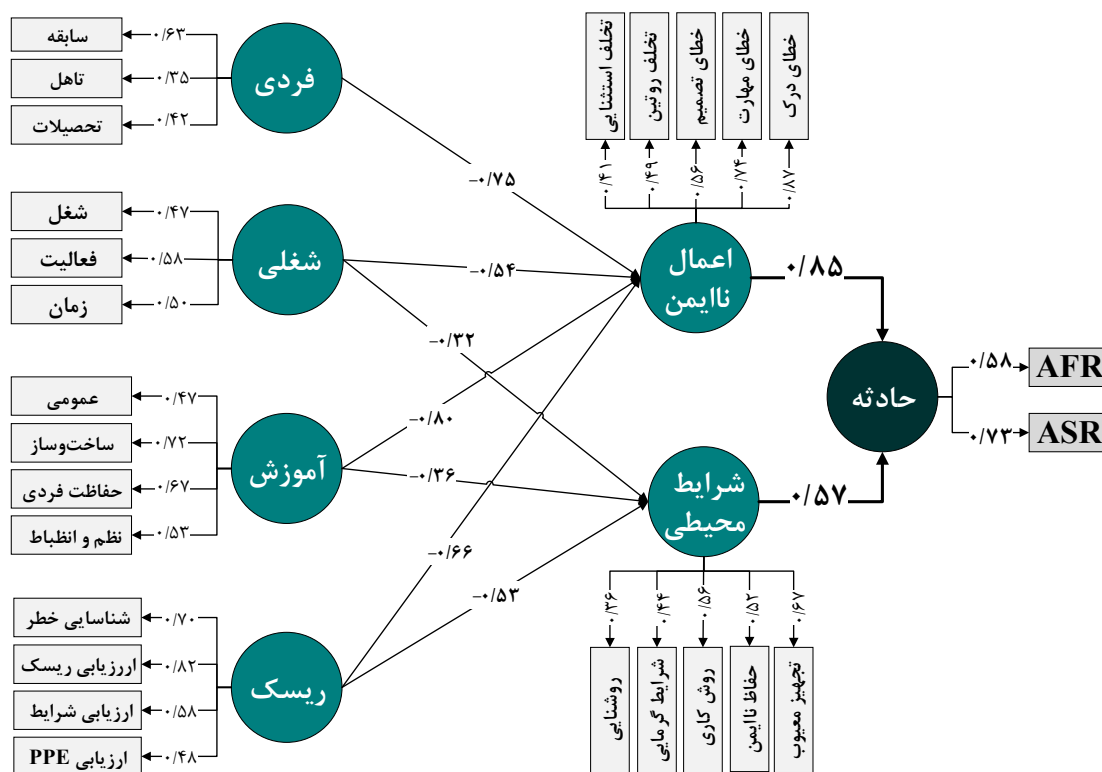 سابقه
۰/۶۳
تاهل
۰/۳۵
تحصیلات
۰/۴۲
فردی
شغل
۰/۴۷
فعالیت
۰/۵۸
زمان
۰/۵۰
شغلی
عمومی
۰/۴۷
ساخت‌وساز
۰/۷۲
حفاظت فردی
۰/۶۷
نظم و انظباط
۰/۵۳
آموزش
شناسایی خطر
۰/۷۰
اررزیابی ریسک
۰/۸۲
ارزیابی شرایط
۰/۵۸
ارزیابی PPE
۰/۴۸
ریسک
−۰/۷۵
−۰/۵۴
−۰/۳۲
−۰/۸۰
−۰/۳۶
−۰/۶۶
−۰/۵۳
تخلف استثنایی
تخلف روتین
خطای تصمیم
خطای مهارت
خطای درک
۰/۴۱
۰/۴۹
۰/۵۶
۰/۷۴
۰/۸۷
اعمال
ناایمن
۰/۸۵
شرایط
محیطی
۰/۵۷
۰/۳۶
۰/۴۴
۰/۵۶
۰/۵۲
۰/۶۷
روشنایی
شرایط گرمایی
روش کاری
حفاظ ناایمن
تجهیز معیوب
حادثه
۰/۵۸
AFR
۰/۷۳
ASR